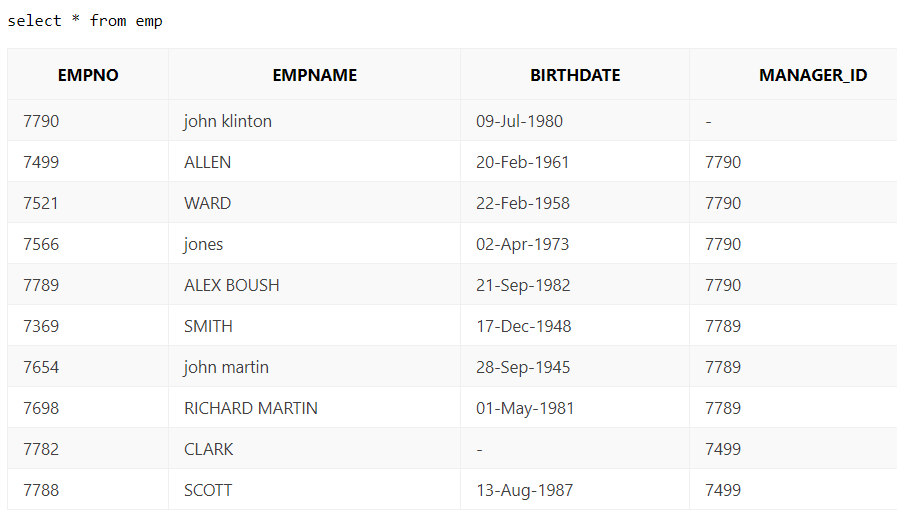 select * from emp
EMPNO EMPNAME BIRTHDATE MANAGER_ID
7790 john klinton 09-Jul-1980 -
7499 ALLEN 20-Feb-1961 7790
7521 WARD 22-Feb-1958 7790
7566 jones 02-Apr-1973 7790
7789 ALEX BOUSH 21-Sep-1982 7790
7369 SMITH 17-Dec-1948 7789
7654 john martin 28-Sep-1945 7789
7698 RICHARD MARTIN 01-May-1981 7789
7782 CLARK - 7499
7788 SCOTT 13-Aug-1987 7499